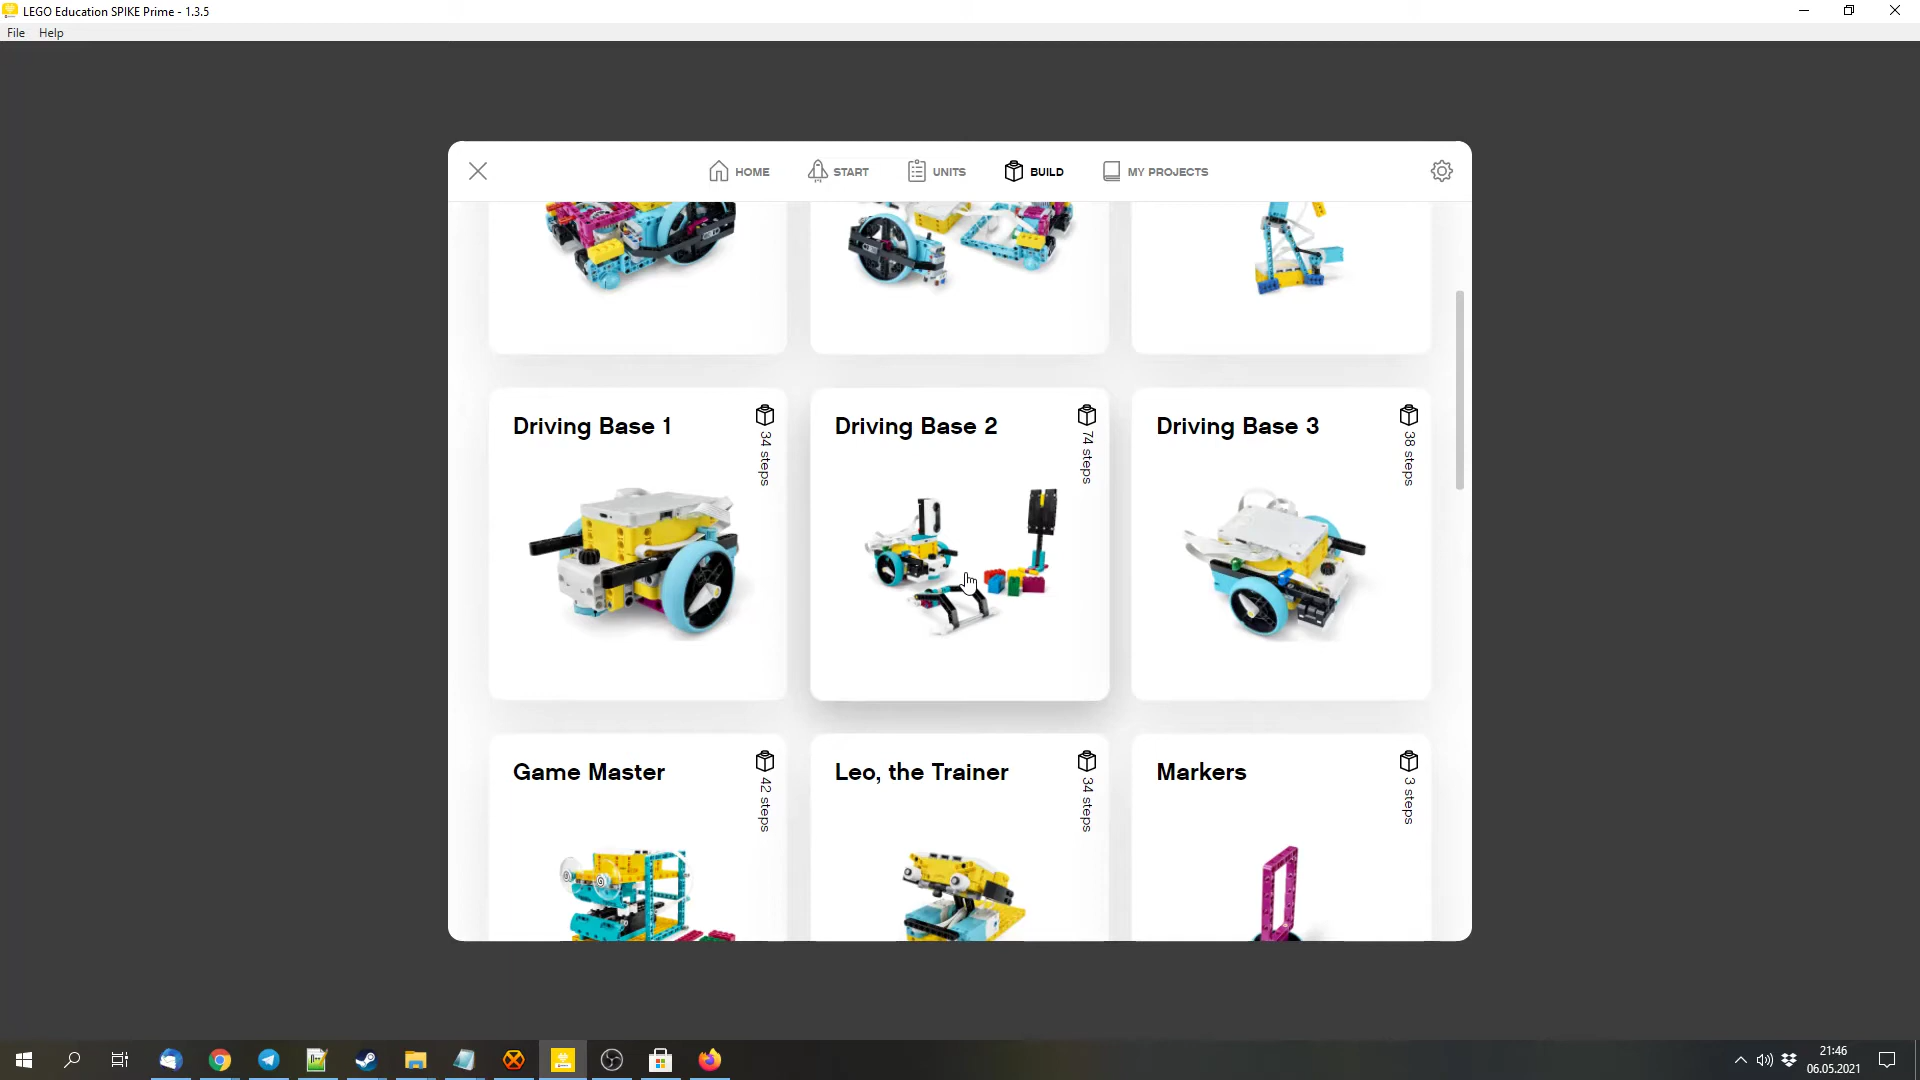 LEGO Education SPIKE Prime - 1.3.5
File Help
HOME START UNITS BUILD MY PROJECTS
Driving Base 1
34 steps
Driving Base 2
74 steps
Driving Base 3
38 steps
Game Master
42 steps
Leo, the Trainer
34 steps
Markers
3 steps
21:46
06.05.2021